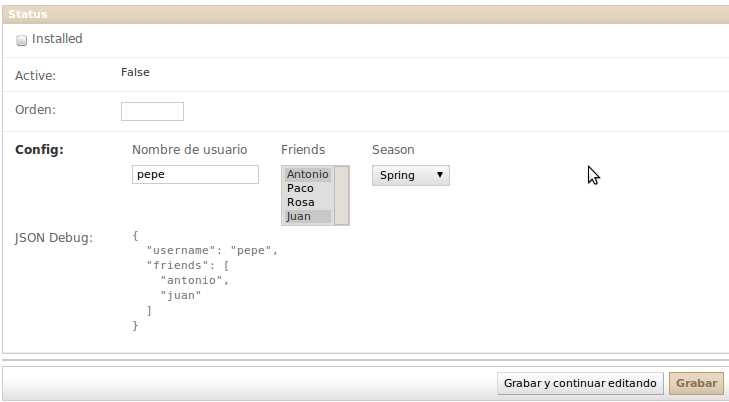 Status
Installed
Active: False
Orden:
Config: Nombre de usuario Friends Season
pepe Antonio Spring
Paco
Rosa
Juan
JSON Debug: {
"username": "pepe",
"friends": [
"antonio",
"juan"
]
}
Grabar y continuar editando Grabar